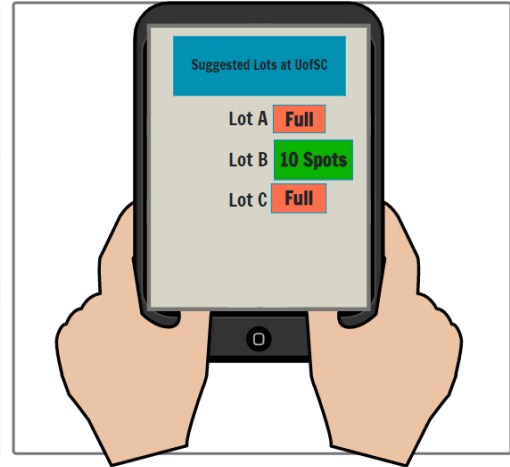 Suggested Lots at UofSC
Lot A Full
Lot B 10 Spots
Lot C Full